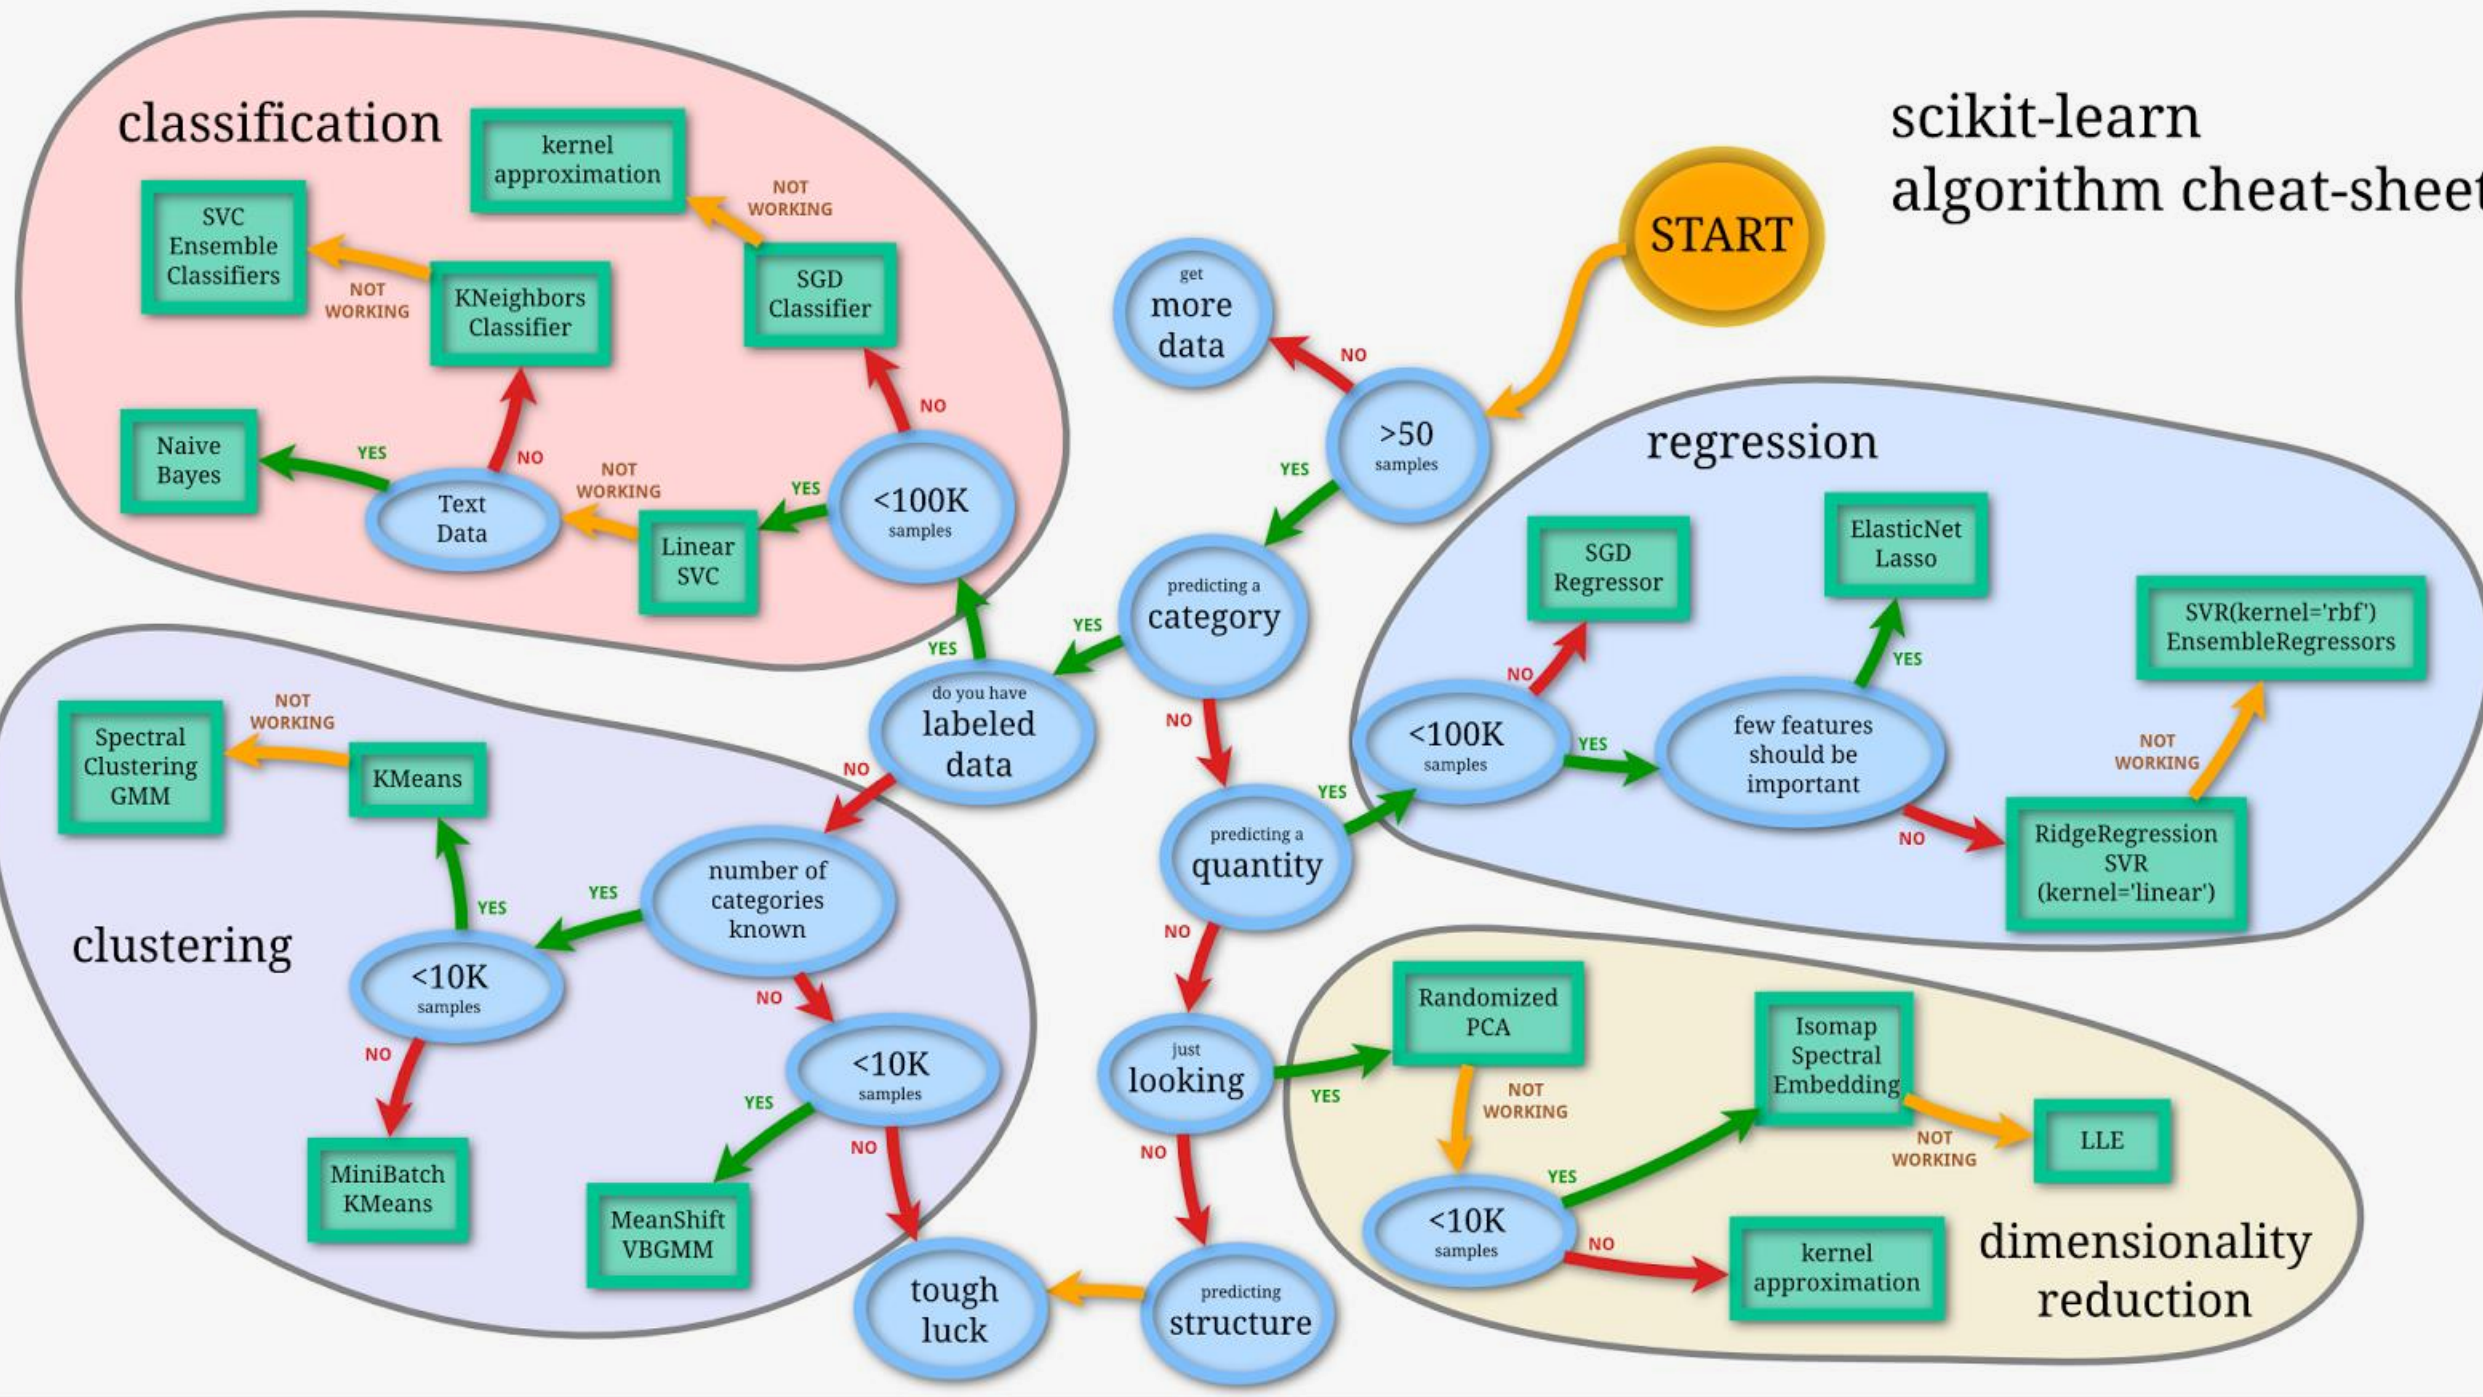 scikit-learn
algorithm cheat-sheet
START
>50
samples
NO
get
more
data
YES
predicting a
category
YES
do you have
labeled
data
NO
predicting a
quantity
NO
just
looking
NO
predicting
structure
tough
luck
classification
YES
<100K
samples
NO
SGD
Classifier
NOT
WORKING
kernel
approximation
YES
Linear
SVC
NOT
WORKING
Text
Data
YES
Naive
Bayes
NO
KNeighbors
Classifier
NOT
WORKING
SVC
Ensemble
Classifiers
clustering
NO
number of
categories
known
YES
<10K
samples
YES
KMeans
NOT
WORKING
Spectral
Clustering
GMM
NO
MiniBatch
KMeans
NO
<10K
samples
YES
MeanShift
VBGMM
NO
regression
YES
<100K
samples
NO
SGD
Regressor
YES
few features
should be
important
YES
ElasticNet
Lasso
NO
RidgeRegression
SVR
(kernel='linear')
NOT
WORKING
SVR(kernel='rbf')
EnsembleRegressors
dimensionality
reduction
YES
Randomized
PCA
NOT
WORKING
<10K
samples
YES
Isomap
Spectral
Embedding
NOT
WORKING
LLE
NO
kernel
approximation